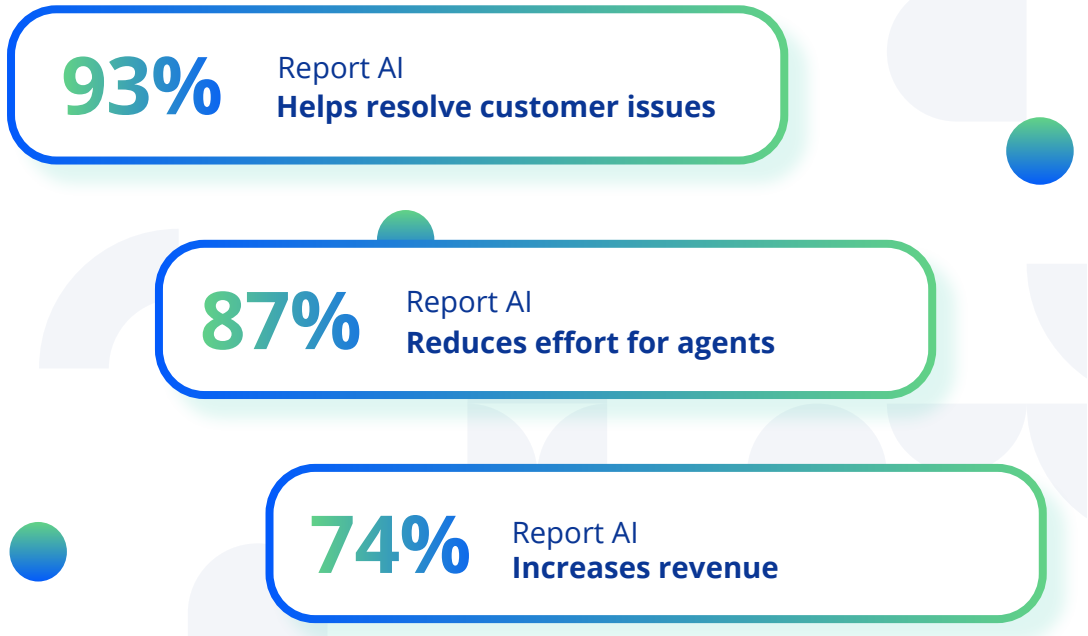 93%
Report AI
Helps resolve customer issues
87%
Report AI
Reduces effort for agents
74%
Report AI
Increases revenue